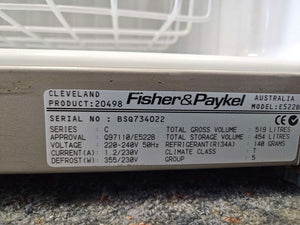 CLEVELAND Fisher&Paykel AUSTRALIA
PRODUCT:20498 MODEL:E522B
SERIAL NO : BSQ734022
SERIES : C TOTAL GROSS VOLUME : 519 LITRES
APPROVAL : Q97110/E522B TOTAL STORAGE VOLUME : 454 LITRES
VOLTAGE : 220-240V 50Hz REFRIGERANT(R134A) : 140 GRAMS
CURRENT(A) : 1.2/230V CLIMATE CLASS : T
DEFROST(W) : 355/230V GROUP : 5